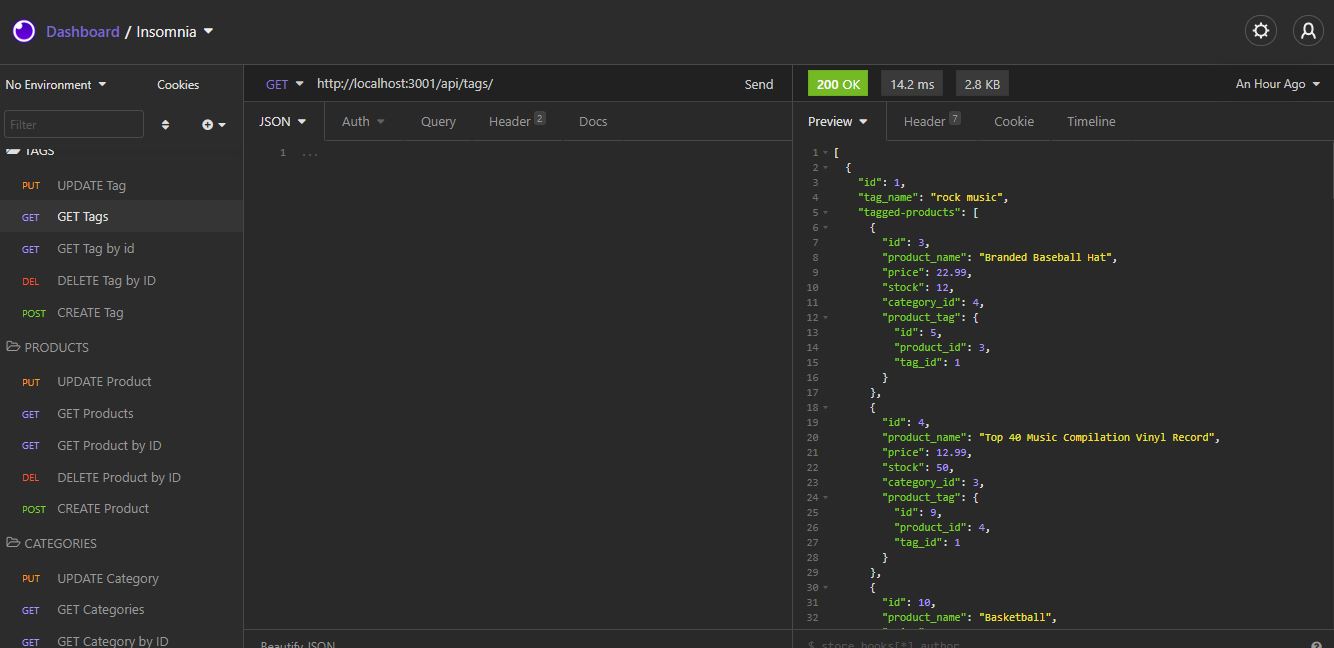 Dashboard / Insomnia
No Environment
Cookies
Filter
TAGS
PUT UPDATE Tag
GET GET Tags
GET GET Tag by id
DEL DELETE Tag by ID
POST CREATE Tag
PRODUCTS
PUT UPDATE Product
GET GET Products
GET GET Product by ID
DEL DELETE Product by ID
POST CREATE Product
CATEGORIES
PUT UPDATE Category
GET GET Categories
GET GET Category by ID
GET http://localhost:3001/api/tags/ Send
JSON Auth Query Header 2 Docs
1 ...
Beautify JSON
200 OK 14.2 ms 2.8 KB An Hour Ago
Preview Header 7 Cookie Timeline
1 [
2 {
3 "id": 1,
4 "tag_name": "rock music",
5 "tagged-products": [
6 {
7 "id": 3,
8 "product_name": "Branded Baseball Hat",
9 "price": 22.99,
10 "stock": 12,
11 "category_id": 4,
12 "product_tag": {
13 "id": 5,
14 "product_id": 3,
15 "tag_id": 1
16 }
17 },
18 {
19 "id": 4,
20 "product_name": "Top 40 Music Compilation Vinyl Record",
21 "price": 12.99,
22 "stock": 50,
23 "category_id": 3,
24 "product_tag": {
25 "id": 9,
26 "product_id": 4,
27 "tag_id": 1
28 }
29 },
30 {
31 "id": 10,
32 "product_name": "Basketball",
$.store.books[*].author